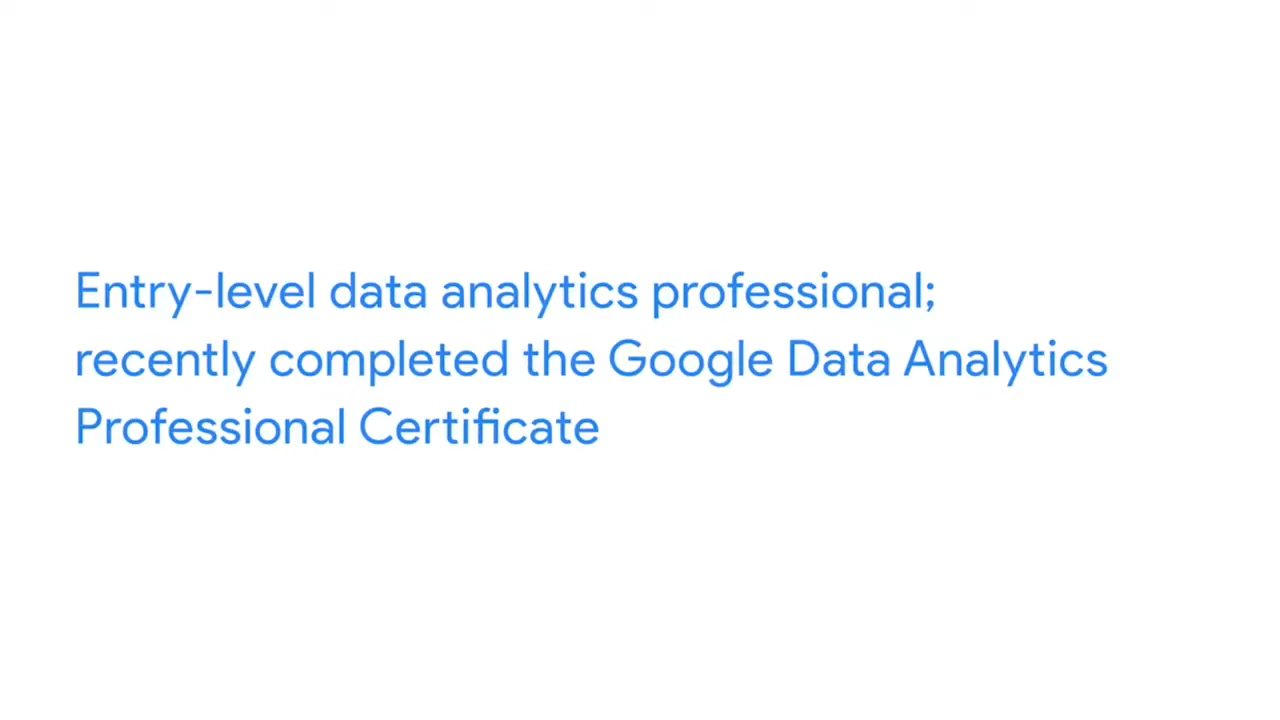 Entry-level data analytics professional;
recently completed the Google Data Analytics
Professional Certificate